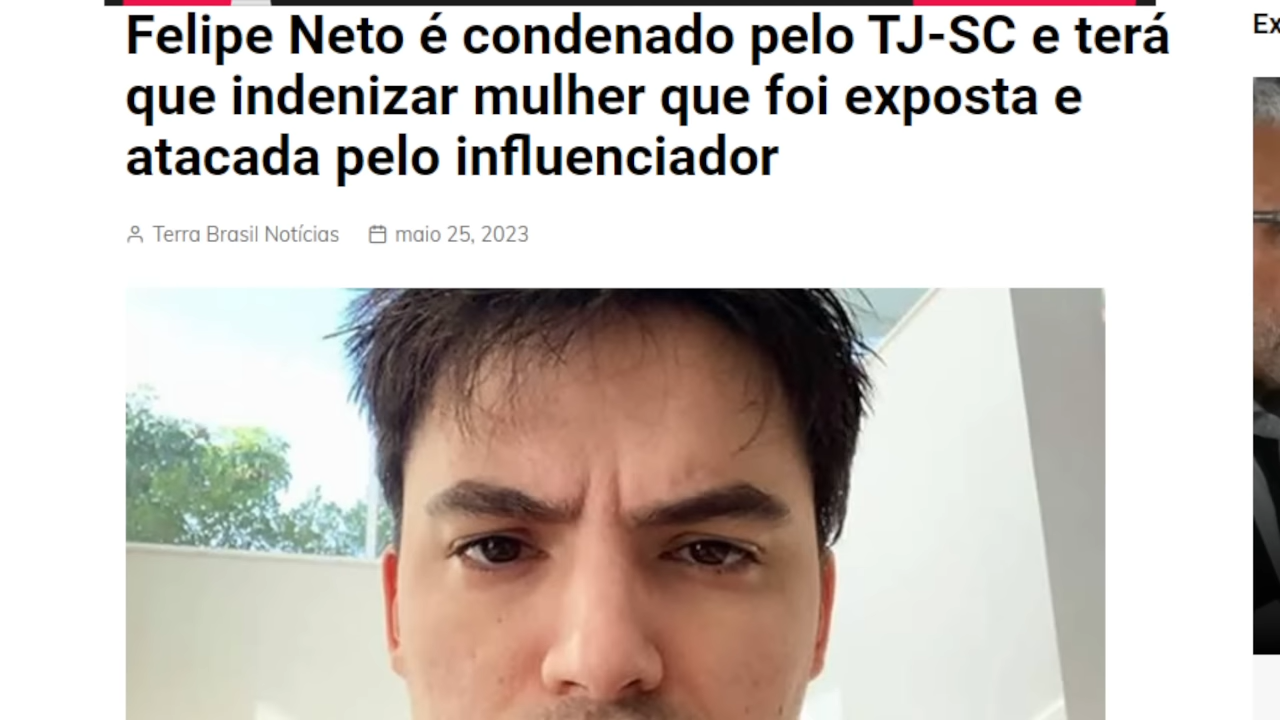 Felipe Neto é condenado pelo TJ-SC e terá
que indenizar mulher que foi exposta e
atacada pelo influenciador
Terra Brasil Notícias maio 25, 2023
Ex